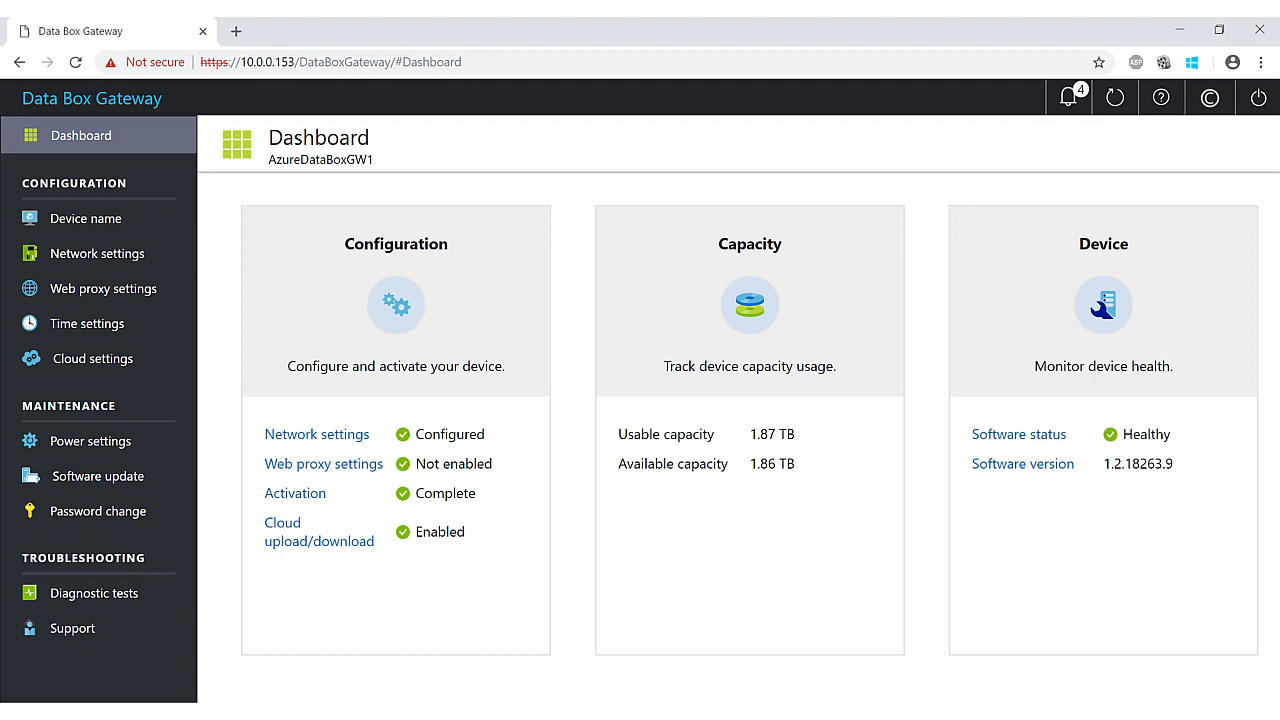 Data Box Gateway
Not secure https://10.0.0.153/DataBoxGateway/#Dashboard
ABP
Data Box Gateway
4
Dashboard
CONFIGURATION
Device name
Network settings
Web proxy settings
Time settings
Cloud settings
MAINTENANCE
Power settings
Software update
Password change
TROUBLESHOOTING
Diagnostic tests
Support
Dashboard
AzureDataBoxGW1
Configuration
Configure and activate your device.
Network settings Configured
Web proxy settings Not enabled
Activation Complete
Cloud
upload/download Enabled
Capacity
Track device capacity usage.
Usable capacity 1.87 TB
Available capacity 1.86 TB
Device
Monitor device health.
Software status Healthy
Software version 1.2.18263.9